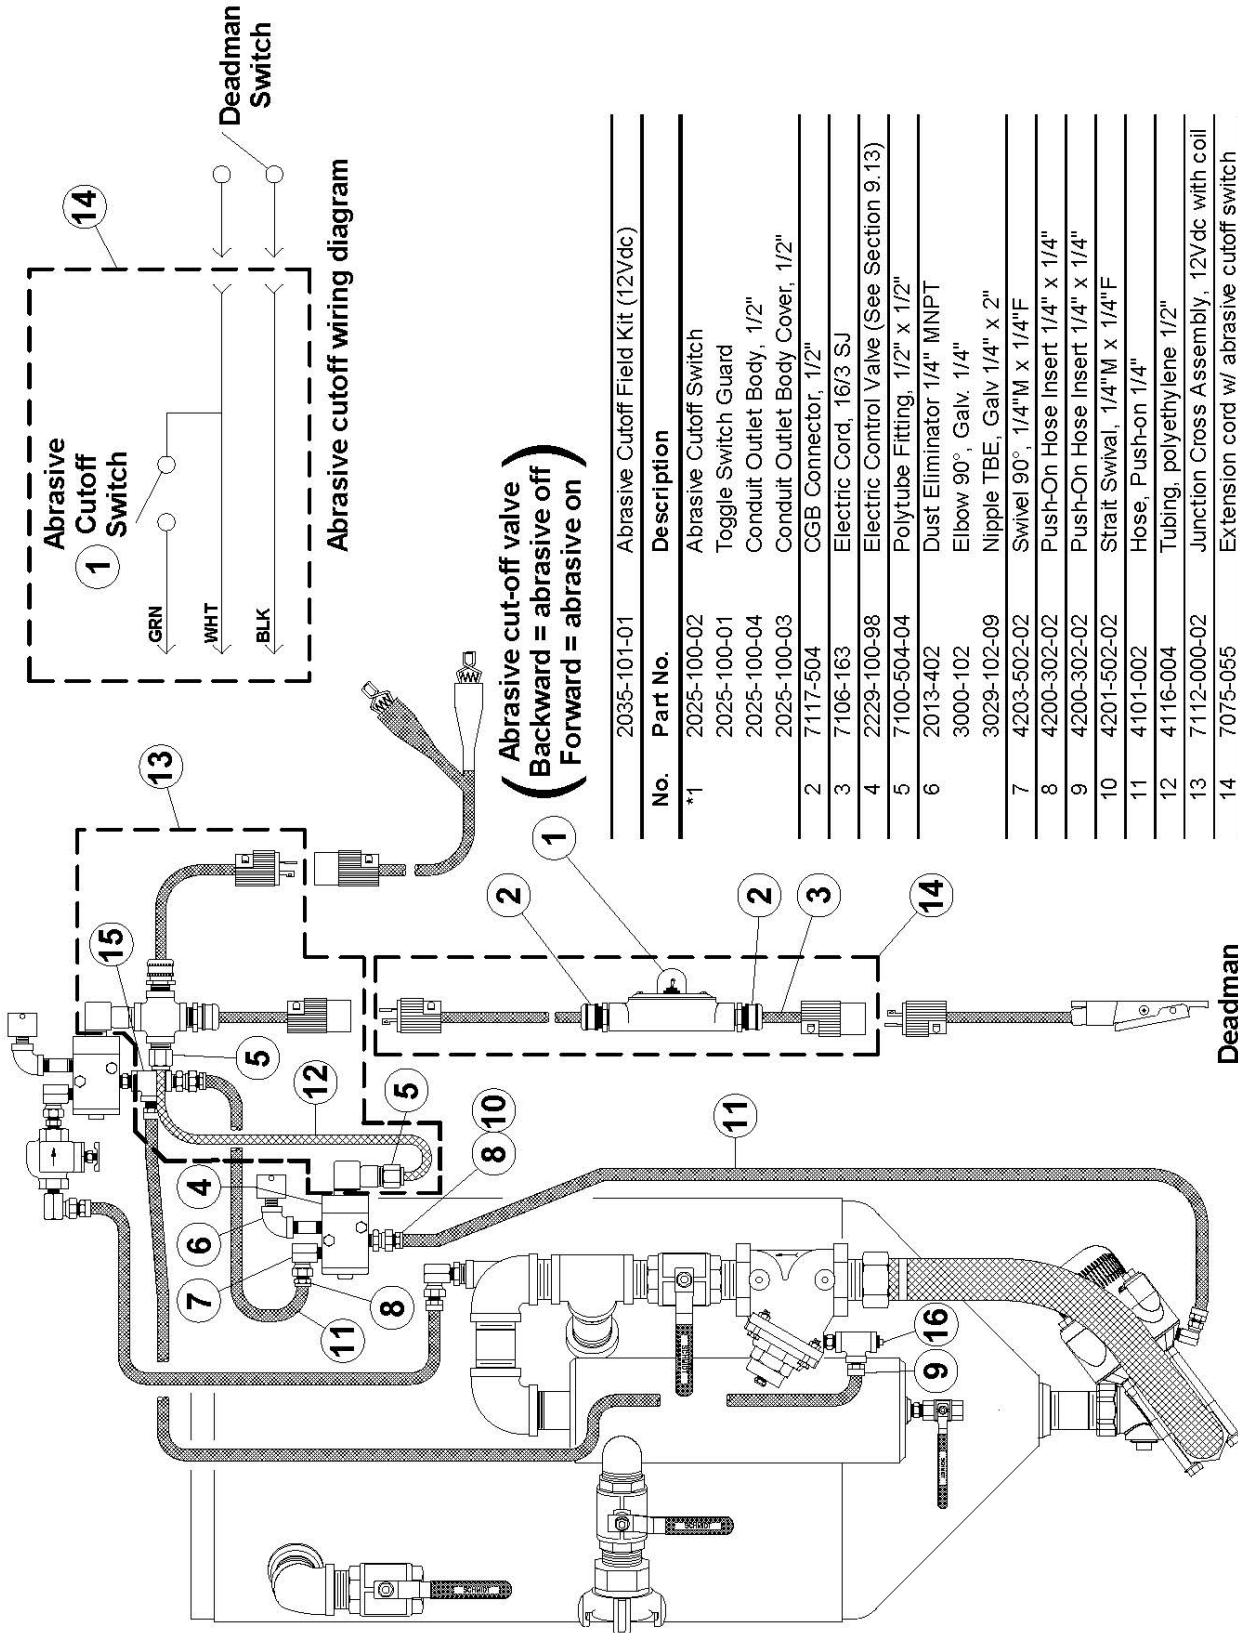 Abrasive
Cutoff
Switch
1
14
GRN
WHT
BLK
Deadman
Switch
Abrasive cutoff wiring diagram
13
15
5
12
5
4
6
7
8
11
8
10
11
9
16
2
1
2
3
14
Abrasive cut-off valve
Backward = abrasive off
Forward = abrasive on
SCHMIDT
SCHMIDT
SCHMIDT
SCHMIDT
Deadman
2035-101-01 Abrasive Cutoff Field Kit (12Vdc)
No. Part No. Description
*1 2025-100-02 Abrasive Cutoff Switch
2025-100-01 Toggle Switch Guard
2025-100-04 Conduit Outlet Body, 1/2"
2025-100-03 Conduit Outlet Body Cover, 1/2"
2 7117-504 CGB Connector, 1/2"
3 7106-163 Electric Cord, 16/3 SJ
4 2229-100-98 Electric Control Valve (See Section 9.13)
5 7100-504-04 Polytube Fitting, 1/2" x 1/2"
6 2013-402 Dust Eliminator 1/4" MNPT
3000-102 Elbow 90°, Galv. 1/4"
3029-102-09 Nipple TBE, Galv 1/4" x 2"
7 4203-502-02 Swivel 90°, 1/4"M x 1/4"F
8 4200-302-02 Push-On Hose Insert 1/4" x 1/4"
9 4200-302-02 Push-On Hose Insert 1/4" x 1/4"
10 4201-502-02 Strait Swival, 1/4"M x 1/4"F
11 4101-002 Hose, Push-on 1/4"
12 4116-004 Tubing, polyethylene 1/2"
13 7112-000-02 Junction Cross Assembly, 12Vdc with coil
14 7075-055 Extension cord w/ abrasive cutoff switch